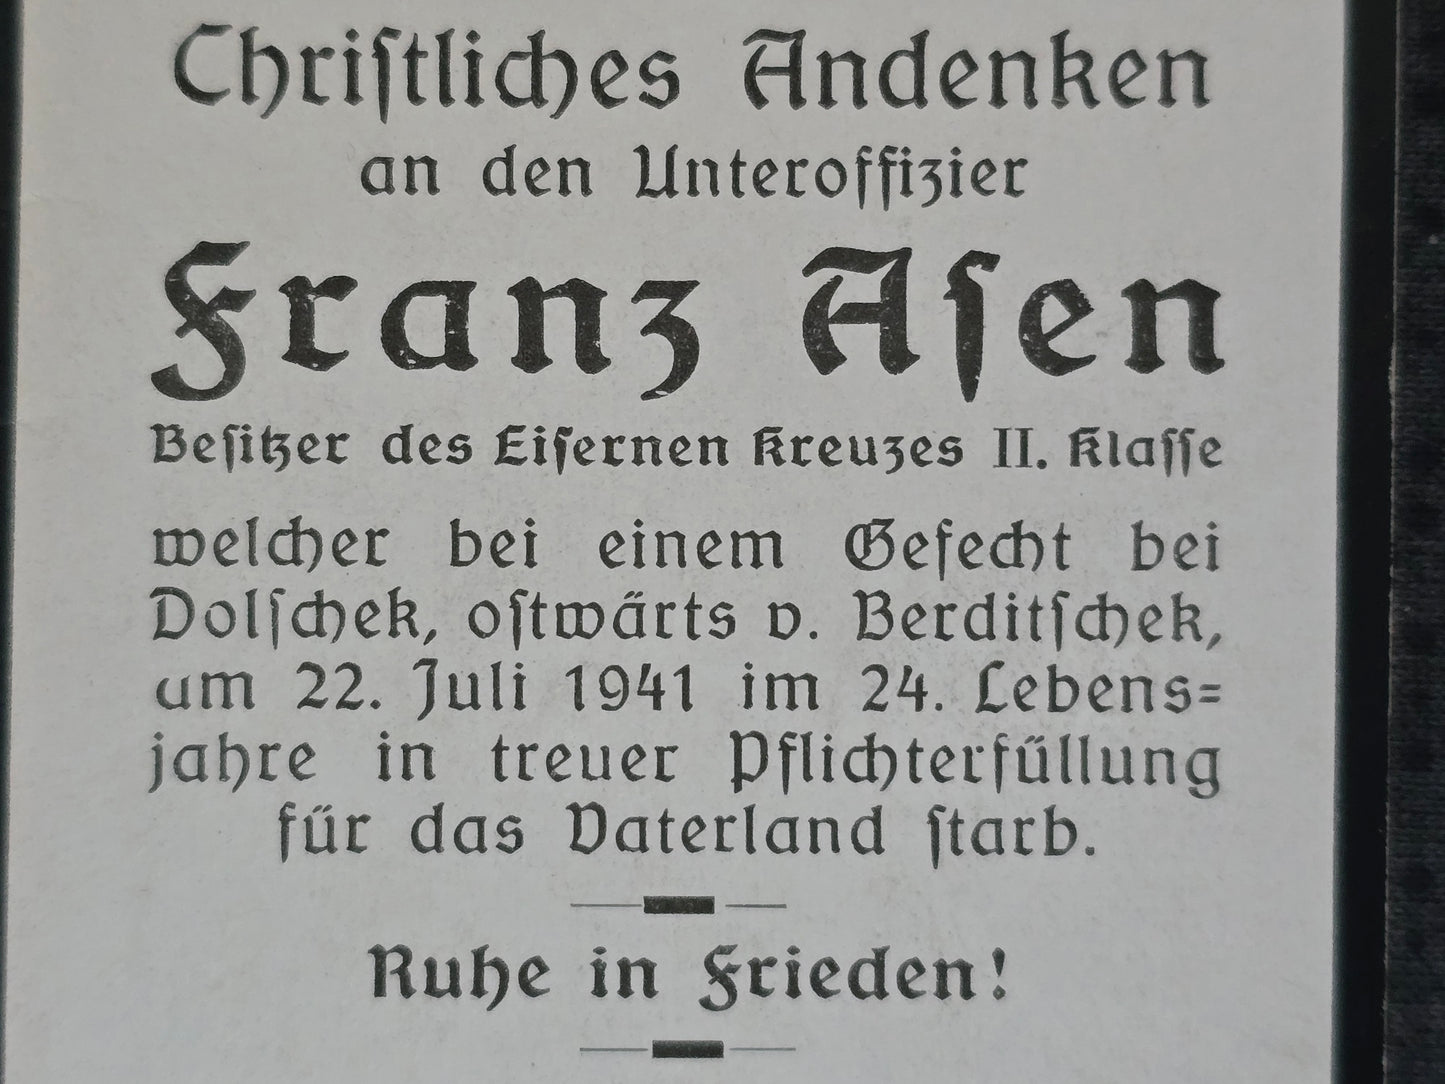 Chriſtliches Andenken
an den Unteroffizier
Franz Aſen
Beſitzer des Eiſernen Kreuzes II. Klaſſe
welcher bei einem Gefecht bei
Dolſchek, oſtwärts v. Berditſchek,
am 22. Juli 1941 im 24. Lebens=
jahre in treuer Pflichterfüllung
für das Vaterland ſtarb.
Ruhe in Frieden!